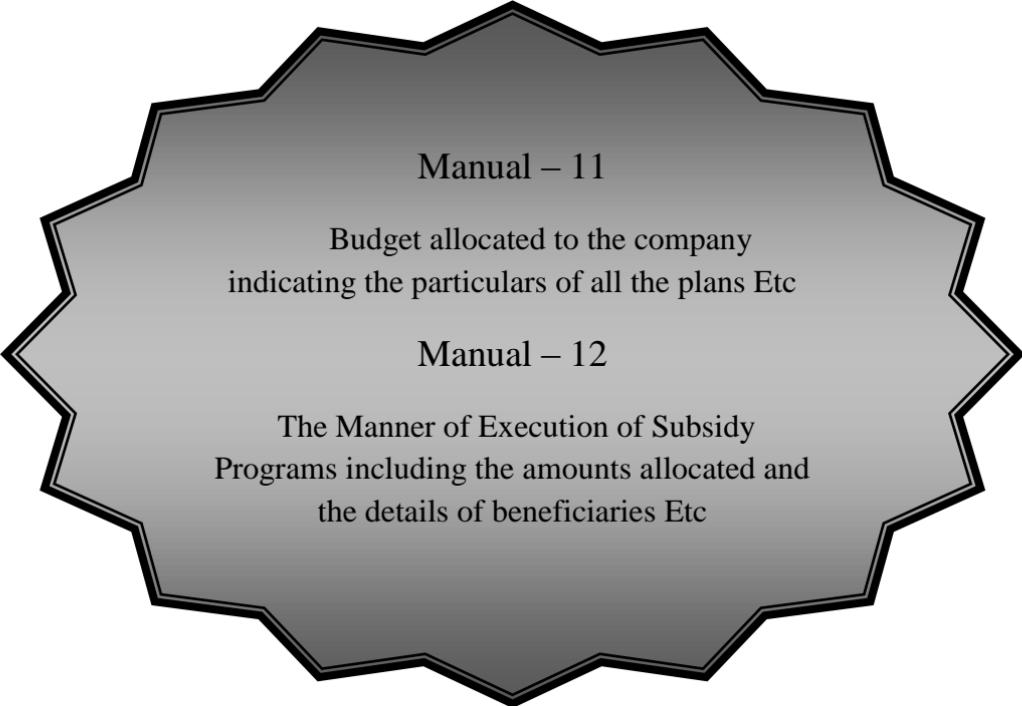 Manual – 11
Budget allocated to the company
indicating the particulars of all the plans Etc
Manual – 12
The Manner of Execution of Subsidy
Programs including the amounts allocated and
the details of beneficiaries Etc